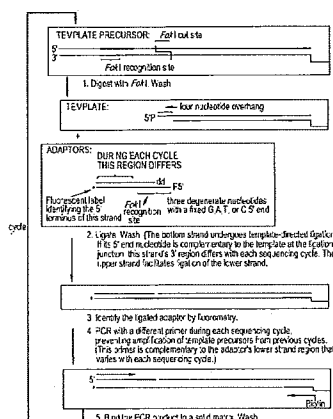 TEMPLATE PRECURSOR: FokI cut site
5'
3'
FokI recognition site
1. Digest with FokI. Wash
TEMPLATE:
four nucleotide overhang
5'P
ADAPTORS:
DURING EACH CYCLE
THIS REGION DIFFERS
dd
F5'
Fluorescent label
identifying the 5'
terminus of this strand
FokI
recognition
site
three degenerate nucleotides
with a fixed G,A,T, or C 5' end
cycle
2. Ligate. Wash (The bottom strand undergoes template-directed ligation
if its 5' end nucleotide is complementary to the template at the ligation
junction this strand's 3' region differs with each sequencing cycle. The
upper strand facilitates ligation of the lower strand.
3 Identify the ligated adaptor by fluorometry.
4 PCR with a different primer during each sequencing cycle,
preventing amplification of template precursors from previous cycles.
(This primer is complementary to the adaptor's lower strand region that
varies with each sequencing cycle.)
5'
Biotin
5. Bind the PCR product to a solid matrix. Wash